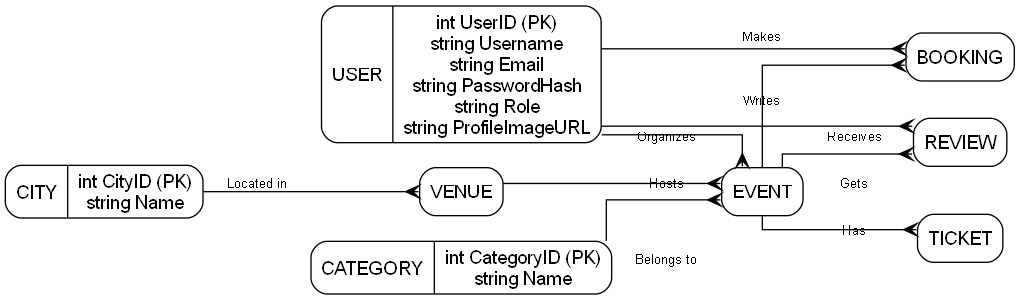 USER
int UserID (PK)
string Username
string Email
string PasswordHash
string Role
string ProfileImageURL
Makes
BOOKING
Writes
Organizes
Receives
REVIEW
CITY
int CityID (PK)
string Name
Located in
VENUE
Hosts
EVENT
Gets
Has
TICKET
CATEGORY
int CategoryID (PK)
string Name
Belongs to